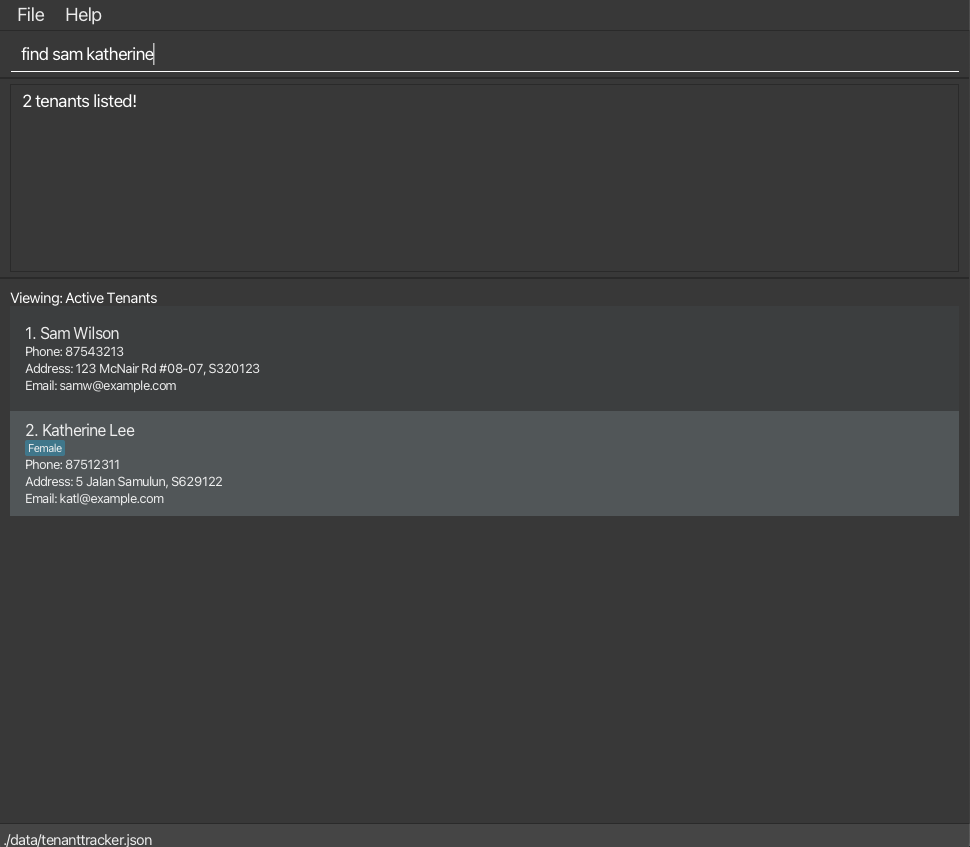 File Help
find sam katherine
2 tenants listed!
Viewing: Active Tenants
1. Sam Wilson
Phone: 87543213
Address: 123 McNair Rd #08-07, S320123
Email: samw@example.com
2. Katherine Lee
Female
Phone: 87512311
Address: 5 Jalan Samulun, S629122
Email: katl@example.com
./data/tenanttracker.json